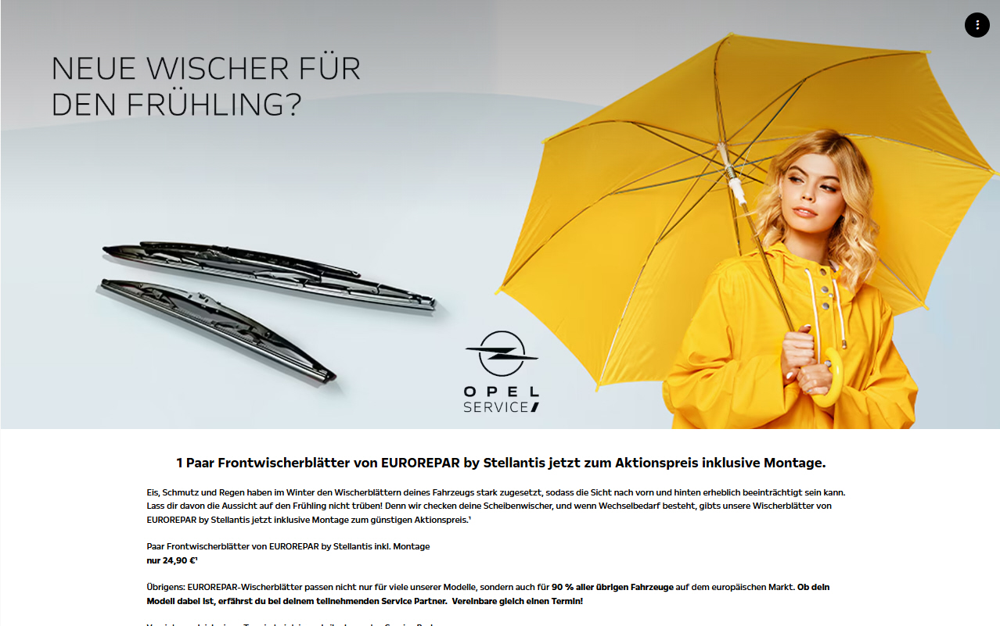 NEUE WISCHER FÜR
DEN FRÜHLING?
OPEL
SERVICE
1 Paar Frontwischerblätter von EUROREPAR by Stellantis jetzt zum Aktionspreis inklusive Montage.
Eis, Schmutz und Regen haben im Winter den Wischerblättern deines Fahrzeugs stark zugesetzt, sodass die Sicht nach vorn und hinten erheblich beeinträchtigt sein kann.
Lass dir davon die Aussicht auf den Frühling nicht trüben! Denn wir checken deine Scheibenwischer, und wenn Wechselbedarf besteht, gibts unsere Wischerblätter von
EUROREPAR by Stellantis jetzt inklusive Montage zum günstigen Aktionspreis.¹
Paar Frontwischerblätter von EUROREPAR by Stellantis inkl. Montage
nur 24,90 €¹
Übrigens: EUROREPAR-Wischerblätter passen nicht nur für viele unserer Modelle, sondern auch für 90 % aller übrigen Fahrzeuge auf dem europäischen Markt. Ob dein
Modell dabei ist, erfährst du bei deinem teilnehmenden Service Partner. Vereinbare gleich einen Termin!